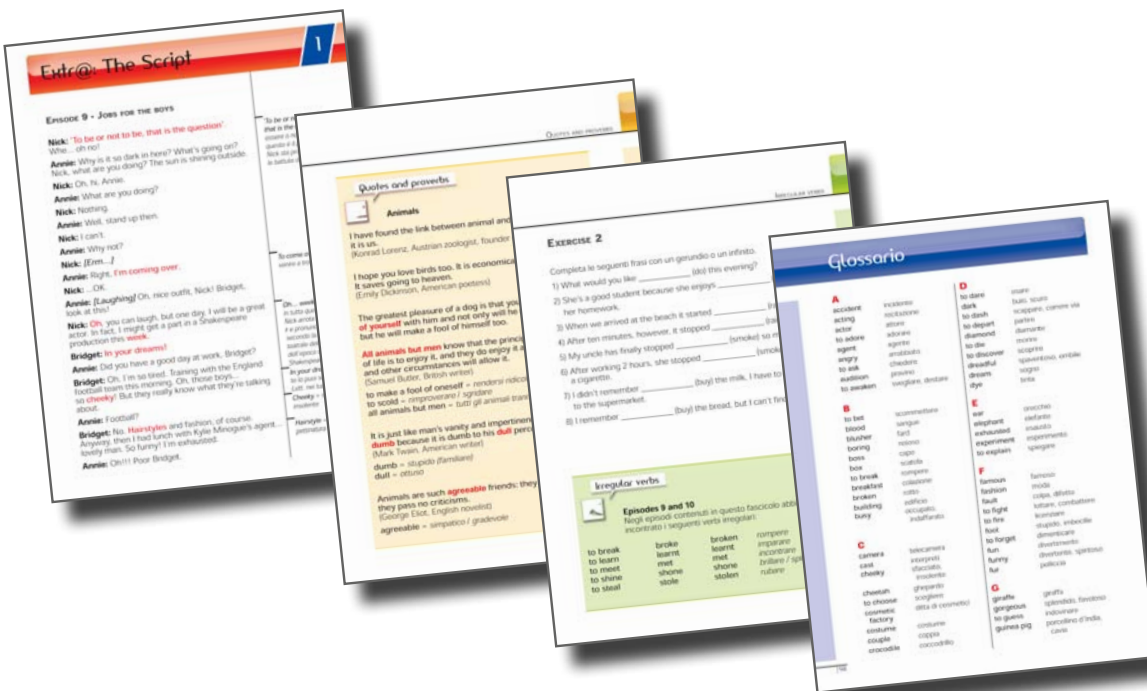 Extr@: The Script
1
EPISODE 9 - JOBS FOR THE BOYS
Nick: 'To be or not to be, that is the question'.
Whe... oh no!
Annie: Why is it so dark in here? What's going on?
Nick, what are you doing? The sun is shining outside.
Nick: Oh, hi, Annie.
Annie: What are you doing?
Nick: Nothing.
Annie: Well, stand up then.
Nick: I can't.
Annie: Why not?
Nick: [Erm...]
Annie: Right, I'm coming over.
Nick: ...OK.
Annie: [Laughing] Oh, nice outfit, Nick! Bridget,
look at this!
Nick: Oh, you can laugh, but one day, I will be a great
actor. In fact, I might get a part in a Shakespeare
production this week.
Bridget: In your dreams!
Annie: Did you have a good day at work, Bridget?
Bridget: Oh, I'm so tired. Training with the England
football team this morning. Oh, those boys...
so cheeky! But they really know what they're talking
about.
Annie: Football?
Bridget: No. Hairstyles and fashion, of course.
Anyway, then I had lunch with Kylie Minogue's agent...
lovely man. So funny! I'm exhausted.
Annie: Oh!!! Poor Bridget.
QUOTES AND PROVERBS
Quotes and proverbs
Animals
I have found the link between animal and
it is us.
(Konrad Lorenz, Austrian zoologist, founder
I hope you love birds too. It is economical
It saves going to heaven.
(Emily Dickinson, American poetess)
The greatest pleasure of a dog is that you
of yourself with him and not only will he
but he will make a fool of himself too.
All animals but men know that the princip
of life is to enjoy it, and they do enjoy it a
and other circumstances will allow it.
(Samuel Butler, British writer)
to make a fool of oneself = rendersi ridico
to scold = rimproverare / sgridare
all animals but men = tutti gli animali tran
It is just like man's vanity and impertinen
dumb because it is dumb to his dull perc
(Mark Twain, American writer)
dumb = stupido (familiare)
dull = ottuso
Animals are such agreeable friends: they
they pass no criticisms.
(George Eliot, English novelist)
agreeable = simpatico / gradevole
IRREGULAR VERBS
EXERCISE 2
Completa le seguenti frasi con un gerundio o un infinito.
1) What would you like ________ (do) this evening?
2) She's a good student because she enjoys ________
her homework.
3) When we arrived at the beach it started ________
4) After ten minutes, however, it stopped ________
5) My uncle has finally stopped ________ (smoke) so m
6) After working 2 hours, she stopped ________ (smoke
a cigarette.
7) I didn't remember ________ (buy) the milk, I have to
to the supermarket.
8) I remember ________ (buy) the bread, but I can't find
Irregular verbs
Episodes 9 and 10
Negli episodi contenuti in questo fascicolo abb
incontrato i seguenti verbi irregolari.
to break broke broken rompere
to learn learnt learnt imparare
to meet met met incontrare
to shine shone shone brillare / spl
to steal stole stolen rubare
Glossario
A
accident incidente
acting recitazione
actor attore
to adore adorare
agent agente
angry arrabbiato
to ask chiedere
audition provino
to awaken svegliare, destare
B
to bet scommettere
blood sangue
blusher fard
boring noioso
boss capo
box scatola
to break rompere
breakfast colazione
broken rotto
building edificio
busy occupato,
indaffarato
C
camera telecamera
cast interpreti
cheeky sfacciato,
insolente
cheetah ghepardo
to choose scegliere
cosmetic ditta di cosmetici
factory
costume costume
couple coppia
crocodile coccodrillo
D
to dare osare
dark buio, scuro
to dash scappare, correre via
to depart partire
diamond diamante
to die morire
to discover scoprire
dreadful spaventoso, orribile
dream sogno
dye tinta
E
ear orecchio
elephant elefante
exhausted esausto
experiment esperimento
to explain spiegare
F
famous famoso
fashion moda
fault colpa, difetto
to fight lottare, combattere
to fire licenziare
fool stupido, imbecille
to forget dimenticare
fun divertimento
funny divertente, spiritoso
fur pelliccia
G
giraffe giraffa
gorgeous splendido, favoloso
to guess indovinare
guinea pig porcellino d'India,
cavia